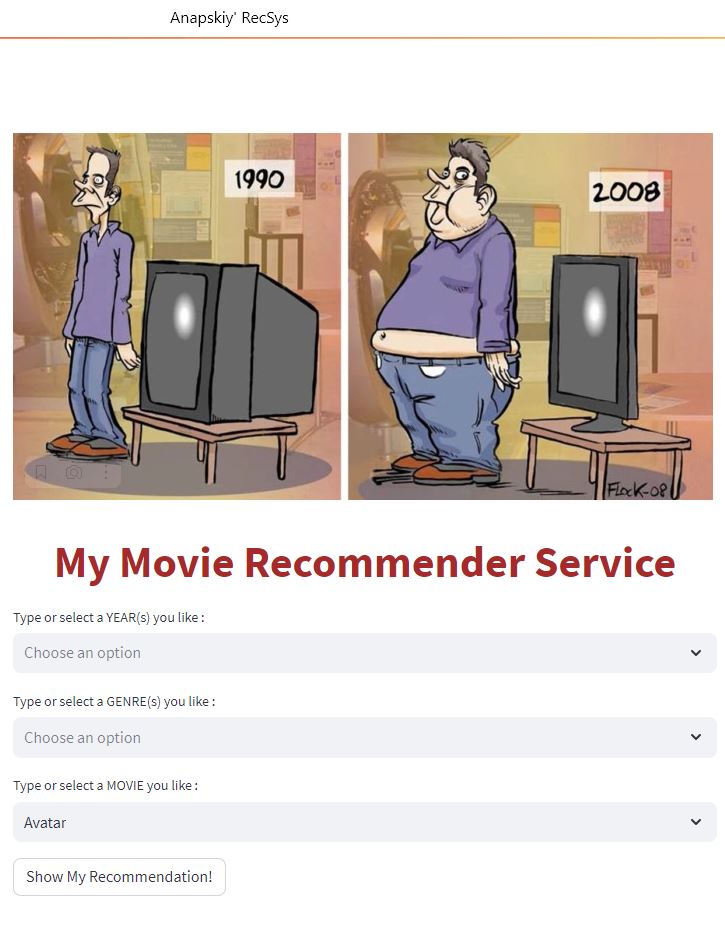 Anapskiy' RecSys
1990
2008
FLOCK-08
My Movie Recommender Service
Type or select a YEAR(s) you like :
Choose an option
Type or select a GENRE(s) you like :
Choose an option
Type or select a MOVIE you like :
Avatar
Show My Recommendation!